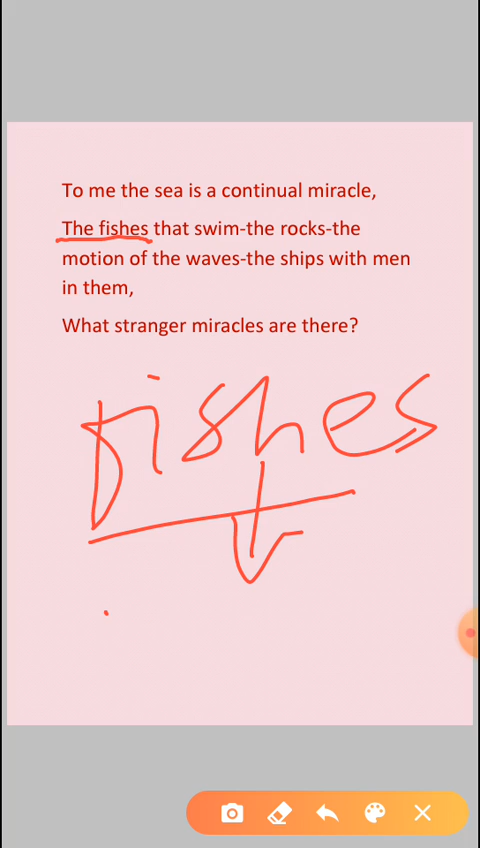 To me the sea is a continual miracle,
The fishes that swim-the rocks-the
motion of the waves-the ships with men
in them,
What stranger miracles are there?
fishes